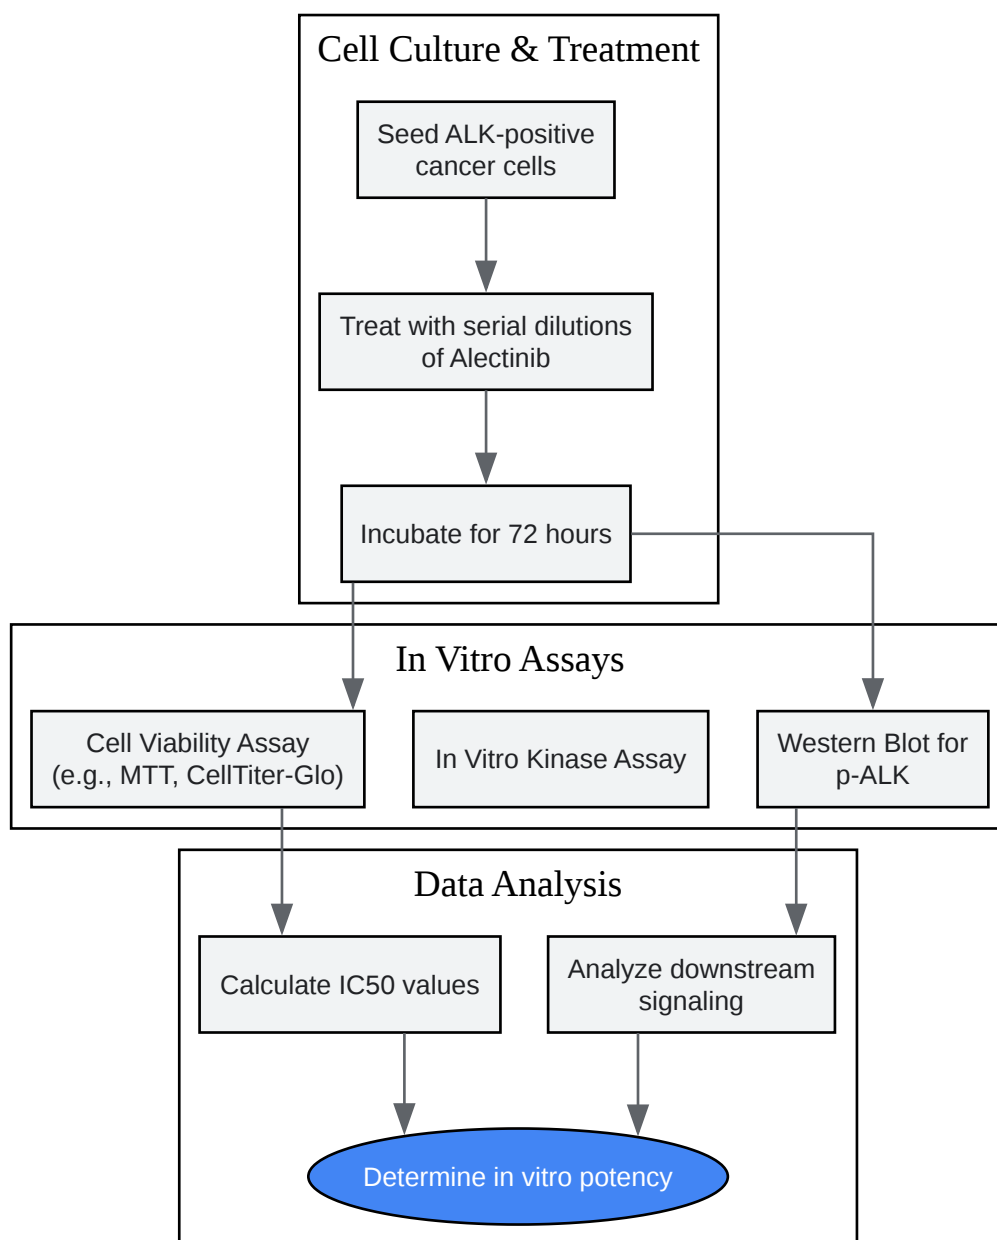 Cell Culture & Treatment
Seed ALK-positive
cancer cells
Treat with serial dilutions
of Alectinib
Incubate for 72 hours
In Vitro Assays
Cell Viability Assay
(e.g., MTT, CellTiter-Glo)
In Vitro Kinase Assay
Western Blot for
p-ALK
Data Analysis
Calculate IC50 values
Analyze downstream
signaling
Determine in vitro potency